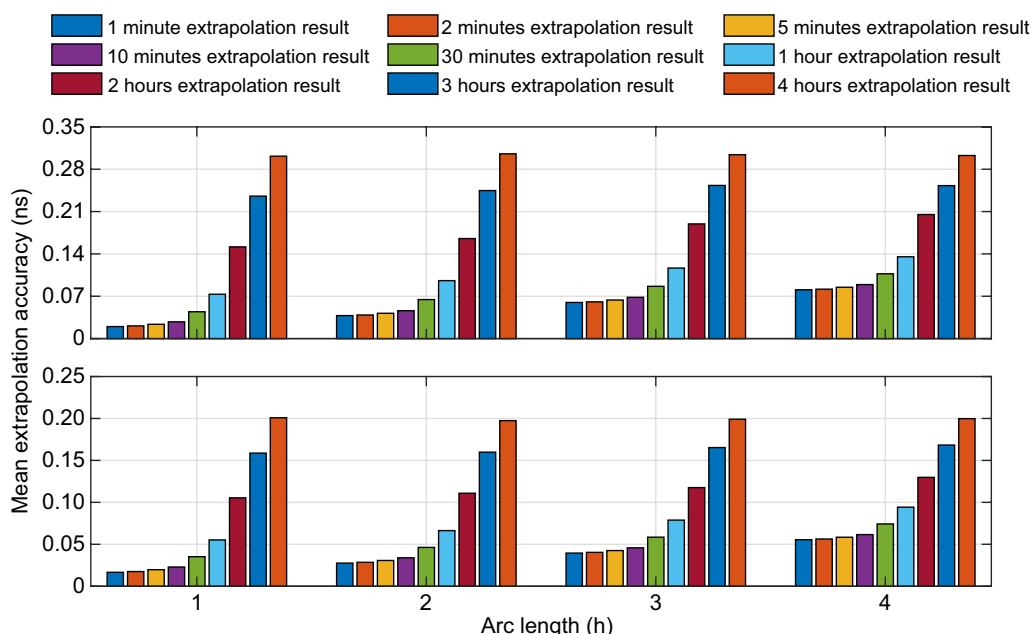 1 minute extrapolation result 2 minutes extrapolation result 5 minutes extrapolation result
10 minutes extrapolation result 30 minutes extrapolation result 1 hour extrapolation result
2 hours extrapolation result 3 hours extrapolation result 4 hours extrapolation result
Mean extrapolation accuracy (ns)
0.35
0.28
0.21
0.14
0.07
0
0.25
0.20
0.15
0.10
0.05
0
1 2 3 4
Arc length (h)